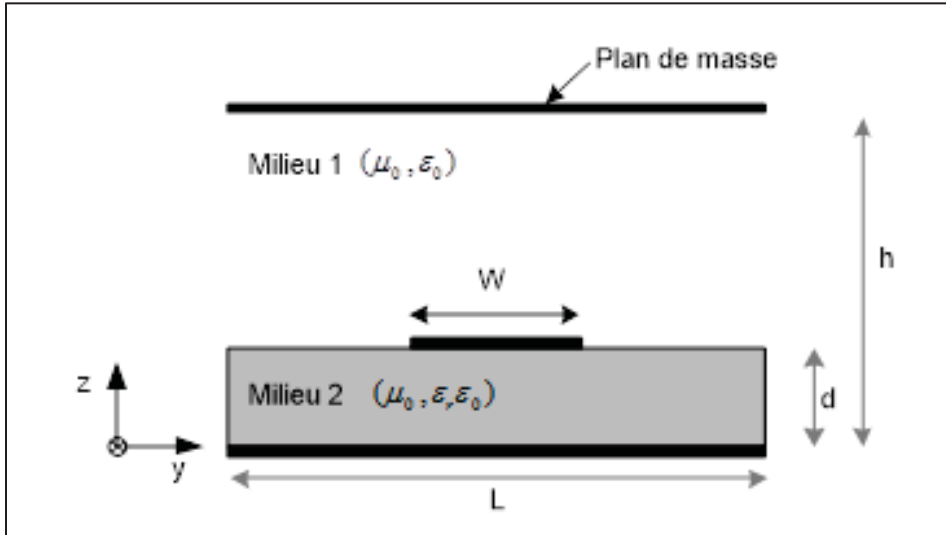 Plan de masse
Milieu 1 (μ₀,ε₀)
h
W
z
Milieu 2 (μ₀,εᵣε₀)
d
y
L